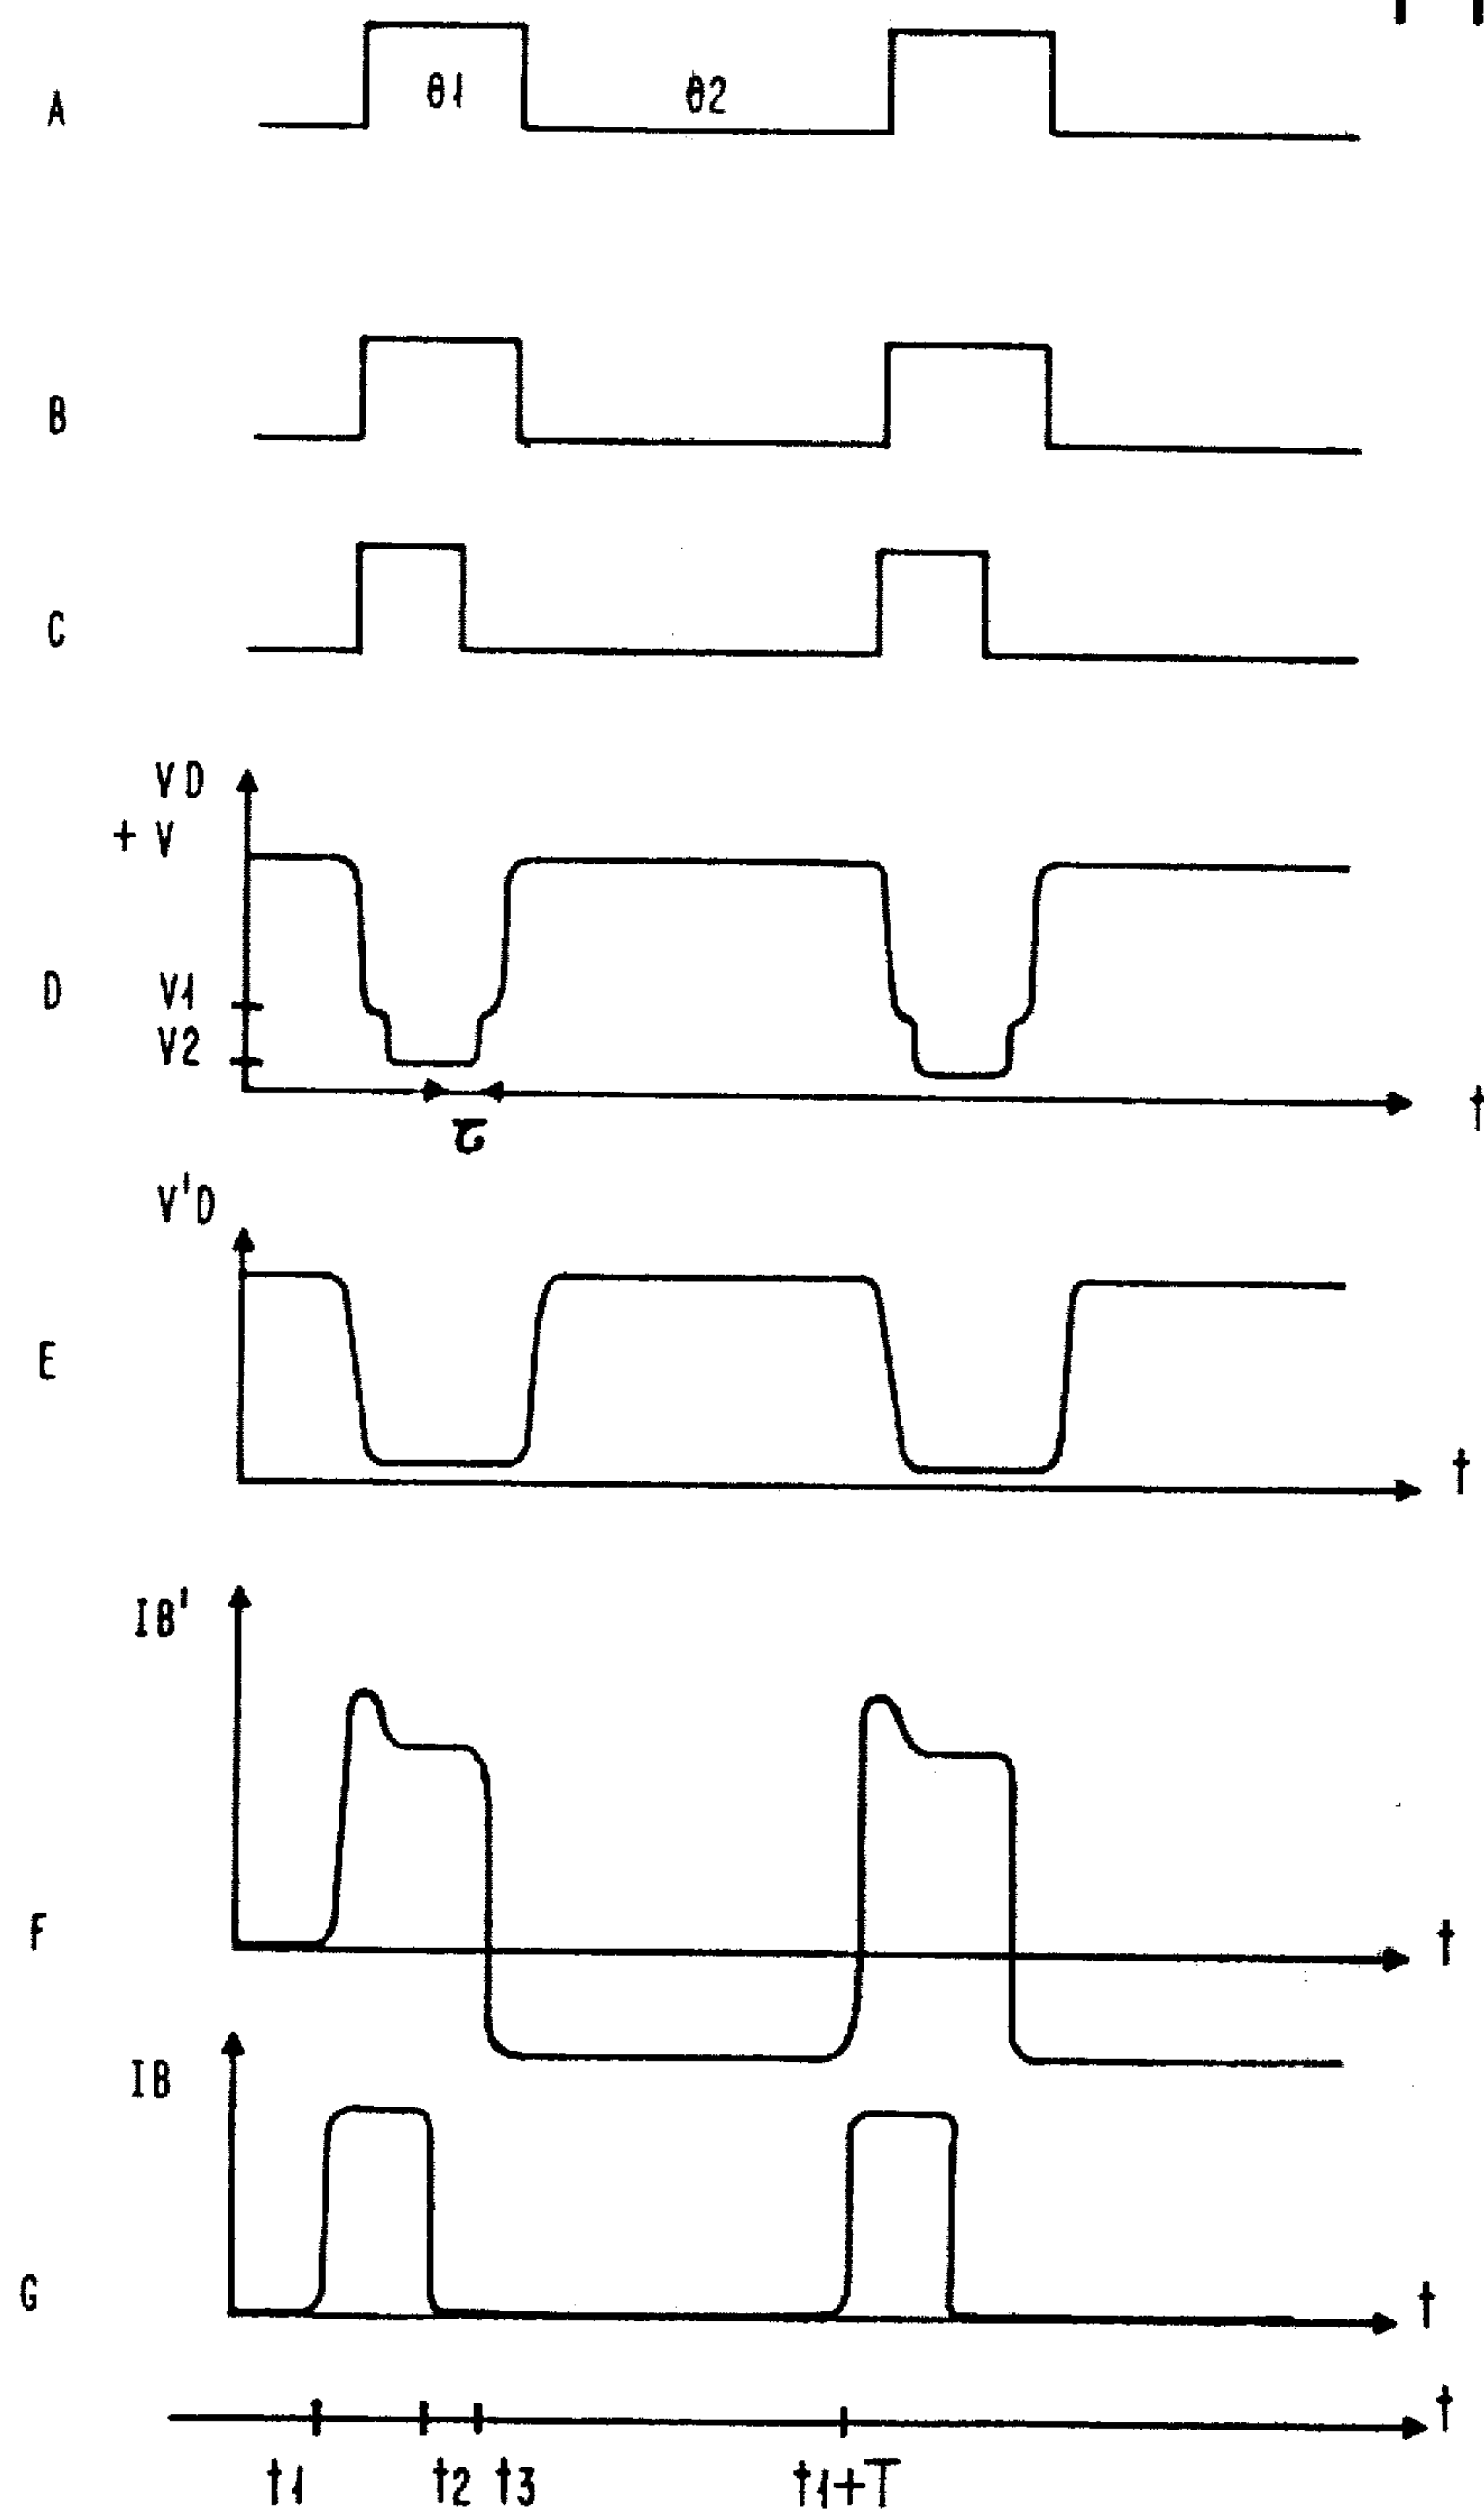 A
θ1 θ2
B
C
VD
+ V
D
V1
V2
t
τ
V'D
E
t
IB'
F
t
IB
G
t
t
t1 t2 t3 t1+T